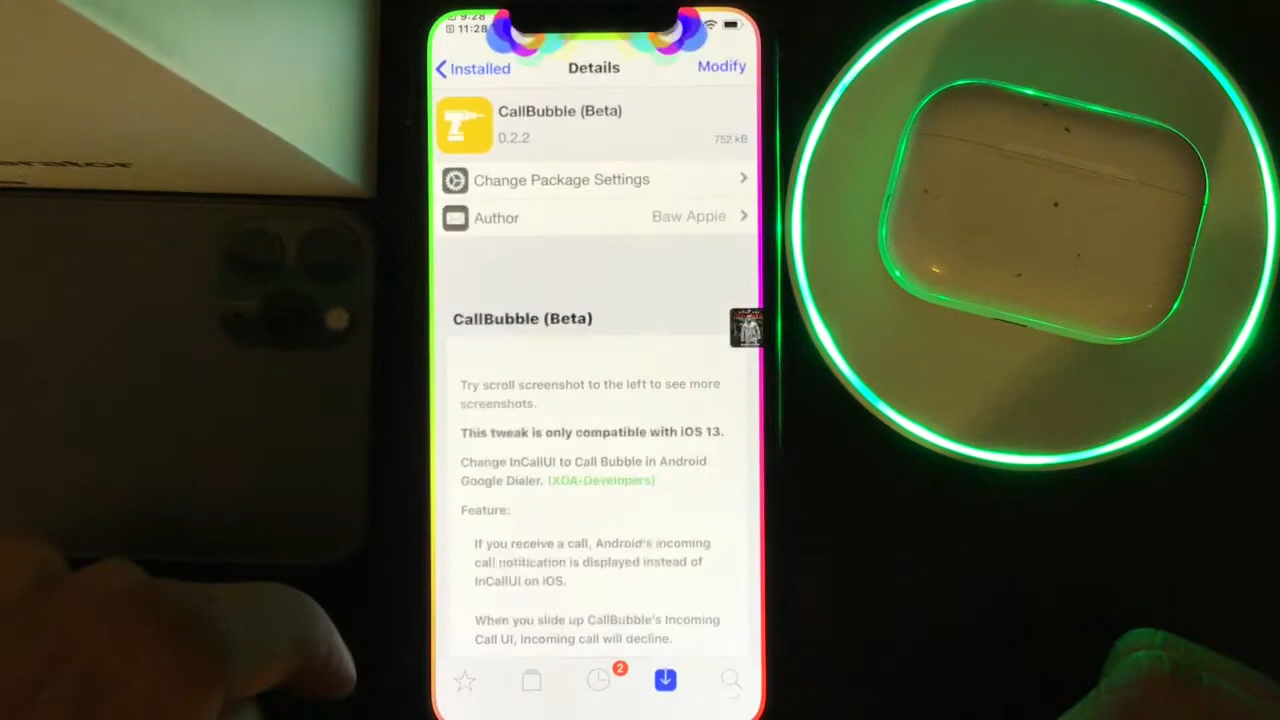 9:28
11:28
Installed
Details
Modify
CallBubble (Beta)
0.2.2
752 kB
Change Package Settings
Author
Baw Appie
CallBubble (Beta)
Try scroll screenshot to the left to see more
screenshots.
This tweak is only compatible with iOS 13.
Change InCallUI to Call Bubble in Android
Google Dialer. (XDA-Developers)
Feature:
If you receive a call, Android's incoming
call notification is displayed instead of
InCallUI on iOS.
When you slide up CallBubble's Incoming
Call UI, incoming call will decline.
2